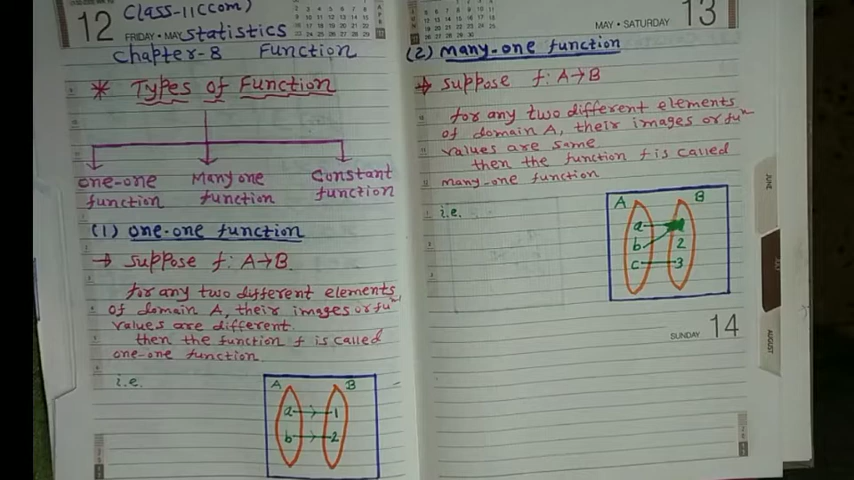 12
FRIDAY • MAY
Class-11(com)
statistics
Chapter-8 Function
* Types of Function
one-one function
Many one function
Constant function
(1) one-one function
→ suppose f: A→B.
for any two different elements
of domain A, their images or fun
values are different.
then the function f is called
one-one function.
i.e.
A B
a 1
b 2
MAY • SATURDAY 13
(2) many-one function
→ suppose f: A→B
for any two different elements
of domain A, their images or fun
values are same
then the function f is called
many-one function
i.e.
A B
a
b 2
c 3
SUNDAY 14
JUNE
JULY
AUGUST